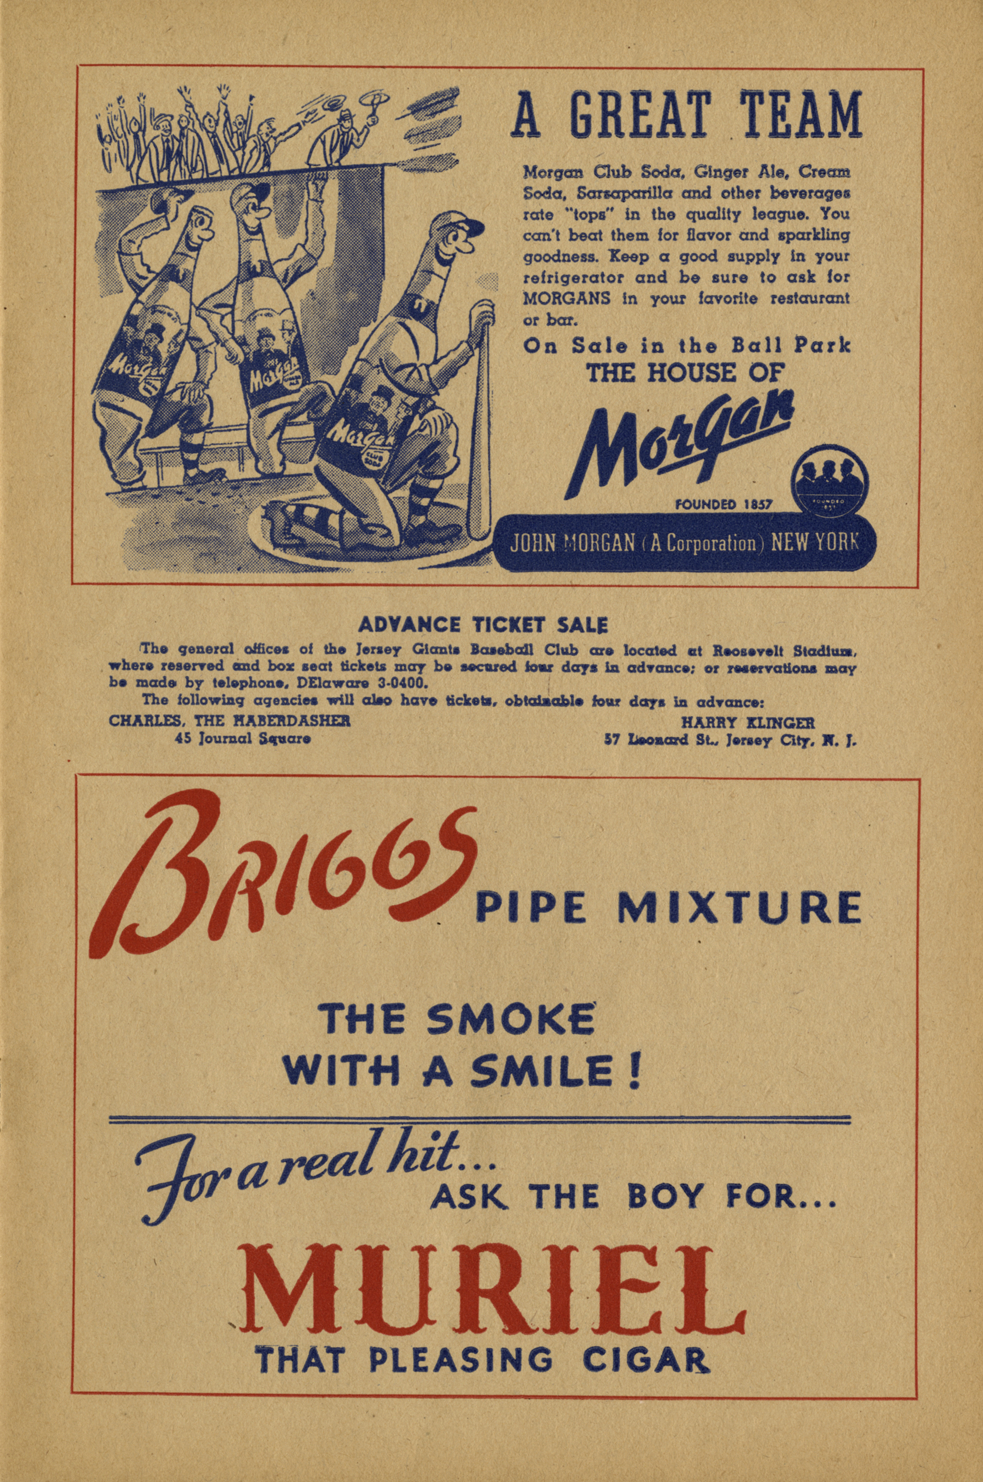 A GREAT TEAM
Morgan Club Soda, Ginger Ale, Cream
Soda, Sarsaparilla and other beverages
rate "tops" in the quality league. You
can't beat them for flavor and sparkling
goodness. Keep a good supply in your
refrigerator and be sure to ask for
MORGANS in your favorite restaurant
or bar.
On Sale in the Ball Park
THE HOUSE OF
Morgan
FOUNDED 1857
FOUNDED
1857
JOHN MORGAN (A Corporation) NEW YORK
Morgan
Morgan
Morgan
CLUB
SODA
ADVANCE TICKET SALE
The general offices of the Jersey Giants Baseball Club are located at Roosevelt Stadium,
where reserved and box seat tickets may be secured four days in advance; or reservations may
be made by telephone, DElaware 3-0400.
The following agencies will also have tickets, obtainable four days in advance:
CHARLES, THE HABERDASHER
45 Journal Square
HARRY KLINGER
57 Leonard St., Jersey City, N. J.
BRIGGS PIPE MIXTURE
THE SMOKE
WITH A SMILE!
For a real hit...
ASK THE BOY FOR...
MURIEL
THAT PLEASING CIGAR